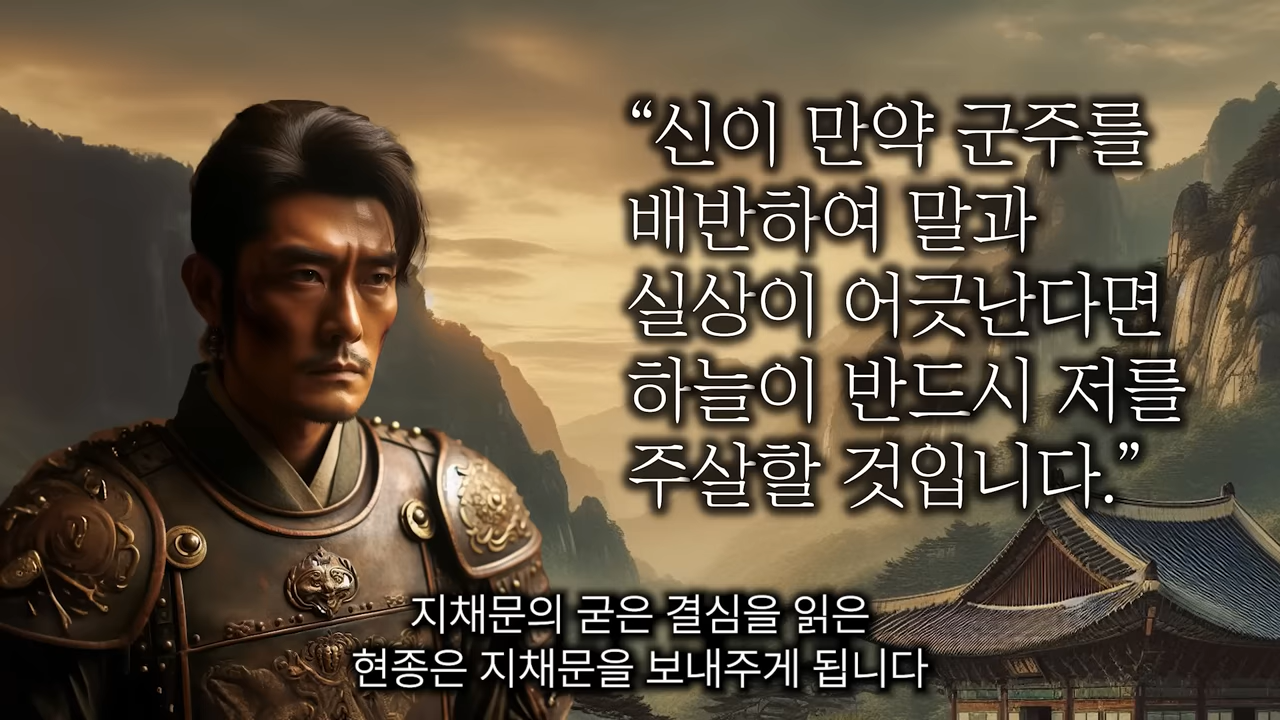 “신이 만약 군주를
배반하여 말과
실상이 어긋난다면
하늘이 반드시 저를
주살할 것입니다.”
지채문의 굳은 결심을 읽은
현종은 지채문을 보내주게 됩니다